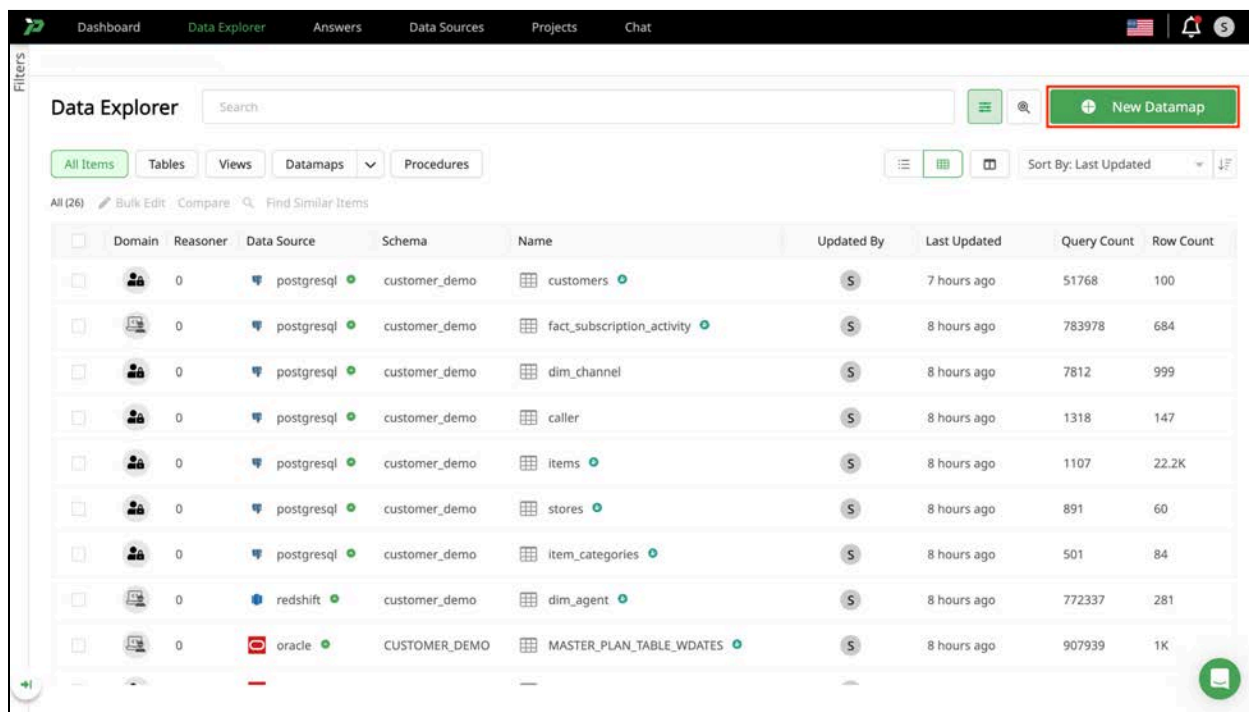 Dashboard Data Explorer Answers Data Sources Projects Chat S
Filters
Data Explorer Search New Datamap
All Items Tables Views Datamaps Procedures Sort By: Last Updated
All (26) Bulk Edit Compare Find Similar Items
Domain Reasoner Data Source Schema Name Updated By Last Updated Query Count Row Count
0 postgresql customer_demo customers S 7 hours ago 51768 100
0 postgresql customer_demo fact_subscription_activity S 8 hours ago 783978 684
0 postgresql customer_demo dim_channel S 8 hours ago 7812 999
0 postgresql customer_demo caller S 8 hours ago 1318 147
0 postgresql customer_demo items S 8 hours ago 1107 22.2K
0 postgresql customer_demo stores S 8 hours ago 891 60
0 postgresql customer_demo item_categories S 8 hours ago 501 84
0 redshift customer_demo dim_agent S 8 hours ago 772337 281
0 oracle CUSTOMER_DEMO MASTER_PLAN_TABLE_WDATES S 8 hours ago 907939 1K